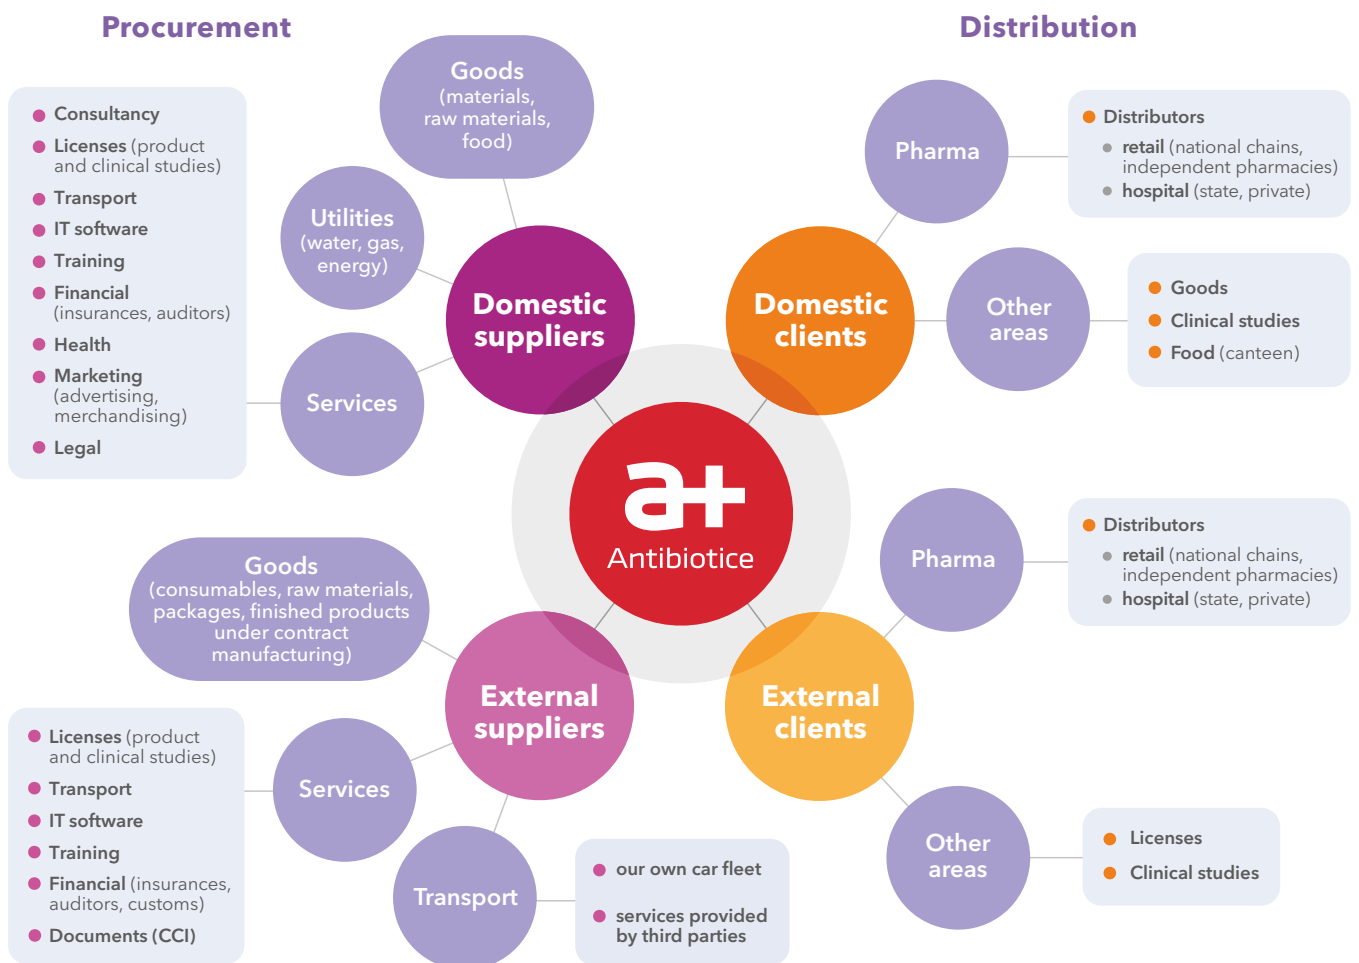 Procurement
Distribution
Goods
(materials,
raw materials,
food)
Utilities
(water, gas,
energy)
Services
Domestic
suppliers
Consultancy
Licenses (product
and clinical studies)
Transport
IT software
Training
Financial
(insurances, auditors)
Health
Marketing
(advertising,
merchandising)
Legal
Domestic
clients
Pharma
Distributors
retail (national chains,
independent pharmacies)
hospital (state, private)
Other
areas
Goods
Clinical studies
Food (canteen)
a+
Antibiotice
Goods
(consumables, raw materials,
packages, finished products
under contract
manufacturing)
External
suppliers
Services
Licenses (product
and clinical studies)
Transport
IT software
Training
Financial (insurances,
auditors, customs)
Documents (CCI)
Transport
our own car fleet
services provided
by third parties
External
clients
Pharma
Distributors
retail (national chains,
independent pharmacies)
hospital (state, private)
Other
areas
Licenses
Clinical studies